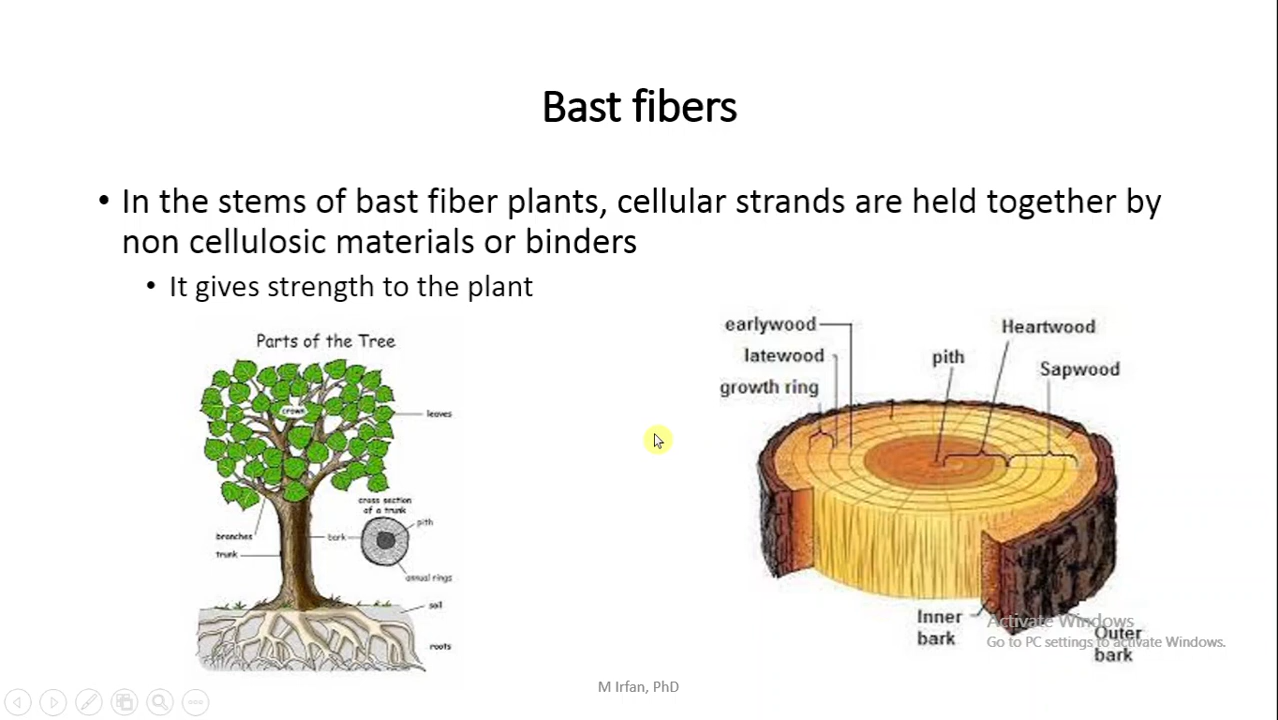 Bast fibers
• In the stems of bast fiber plants, cellular strands are held together by
non cellulosic materials or binders
• It gives strength to the plant
Parts of the Tree
crown
leaves
cross section
of a trunk
pith
branches
bark
trunk
annual rings
soil
roots
earlywood
Heartwood
latewood
pith
Sapwood
growth ring
Inner
bark
Outer
bark
Activate Windows
Go to PC settings to activate Windows.
M Irfan, PhD